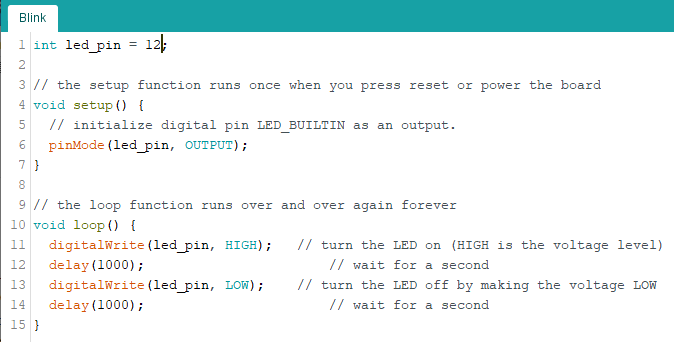 Blink
1 int led_pin = 12;
2
3 // the setup function runs once when you press reset or power the board
4 void setup() {
5   // initialize digital pin LED_BUILTIN as an output.
6   pinMode(led_pin, OUTPUT);
7 }
8
9 // the loop function runs over and over again forever
10 void loop() {
11   digitalWrite(led_pin, HIGH);   // turn the LED on (HIGH is the voltage level)
12   delay(1000);                       // wait for a second
13   digitalWrite(led_pin, LOW);    // turn the LED off by making the voltage LOW
14   delay(1000);                       // wait for a second
15 }